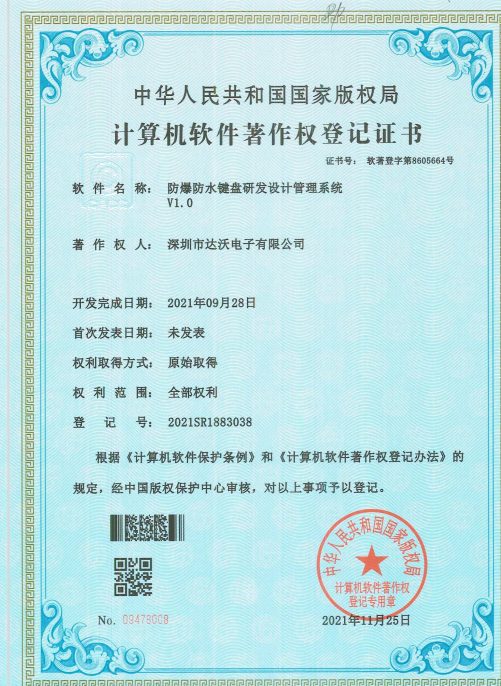 中华人民共和国国家版权局
计算机软件著作权登记证书
证书号： 软著登字第8605664号
软件名称： 防爆防水键盘研发设计管理系统
V1.0
著作权人： 深圳市达沃电子有限公司
开发完成日期： 2021年09月28日
首次发表日期： 未发表
权利取得方式： 原始取得
权利范围： 全部权利
登记号： 2021SR1883038
根据《计算机软件保护条例》和《计算机软件著作权登记办法》的
规定，经中国版权保护中心审核，对以上事项予以登记。
中华人民共和国国家版权局
计算机软件著作权
登记专用章
No. 09478008
2021年11月25日